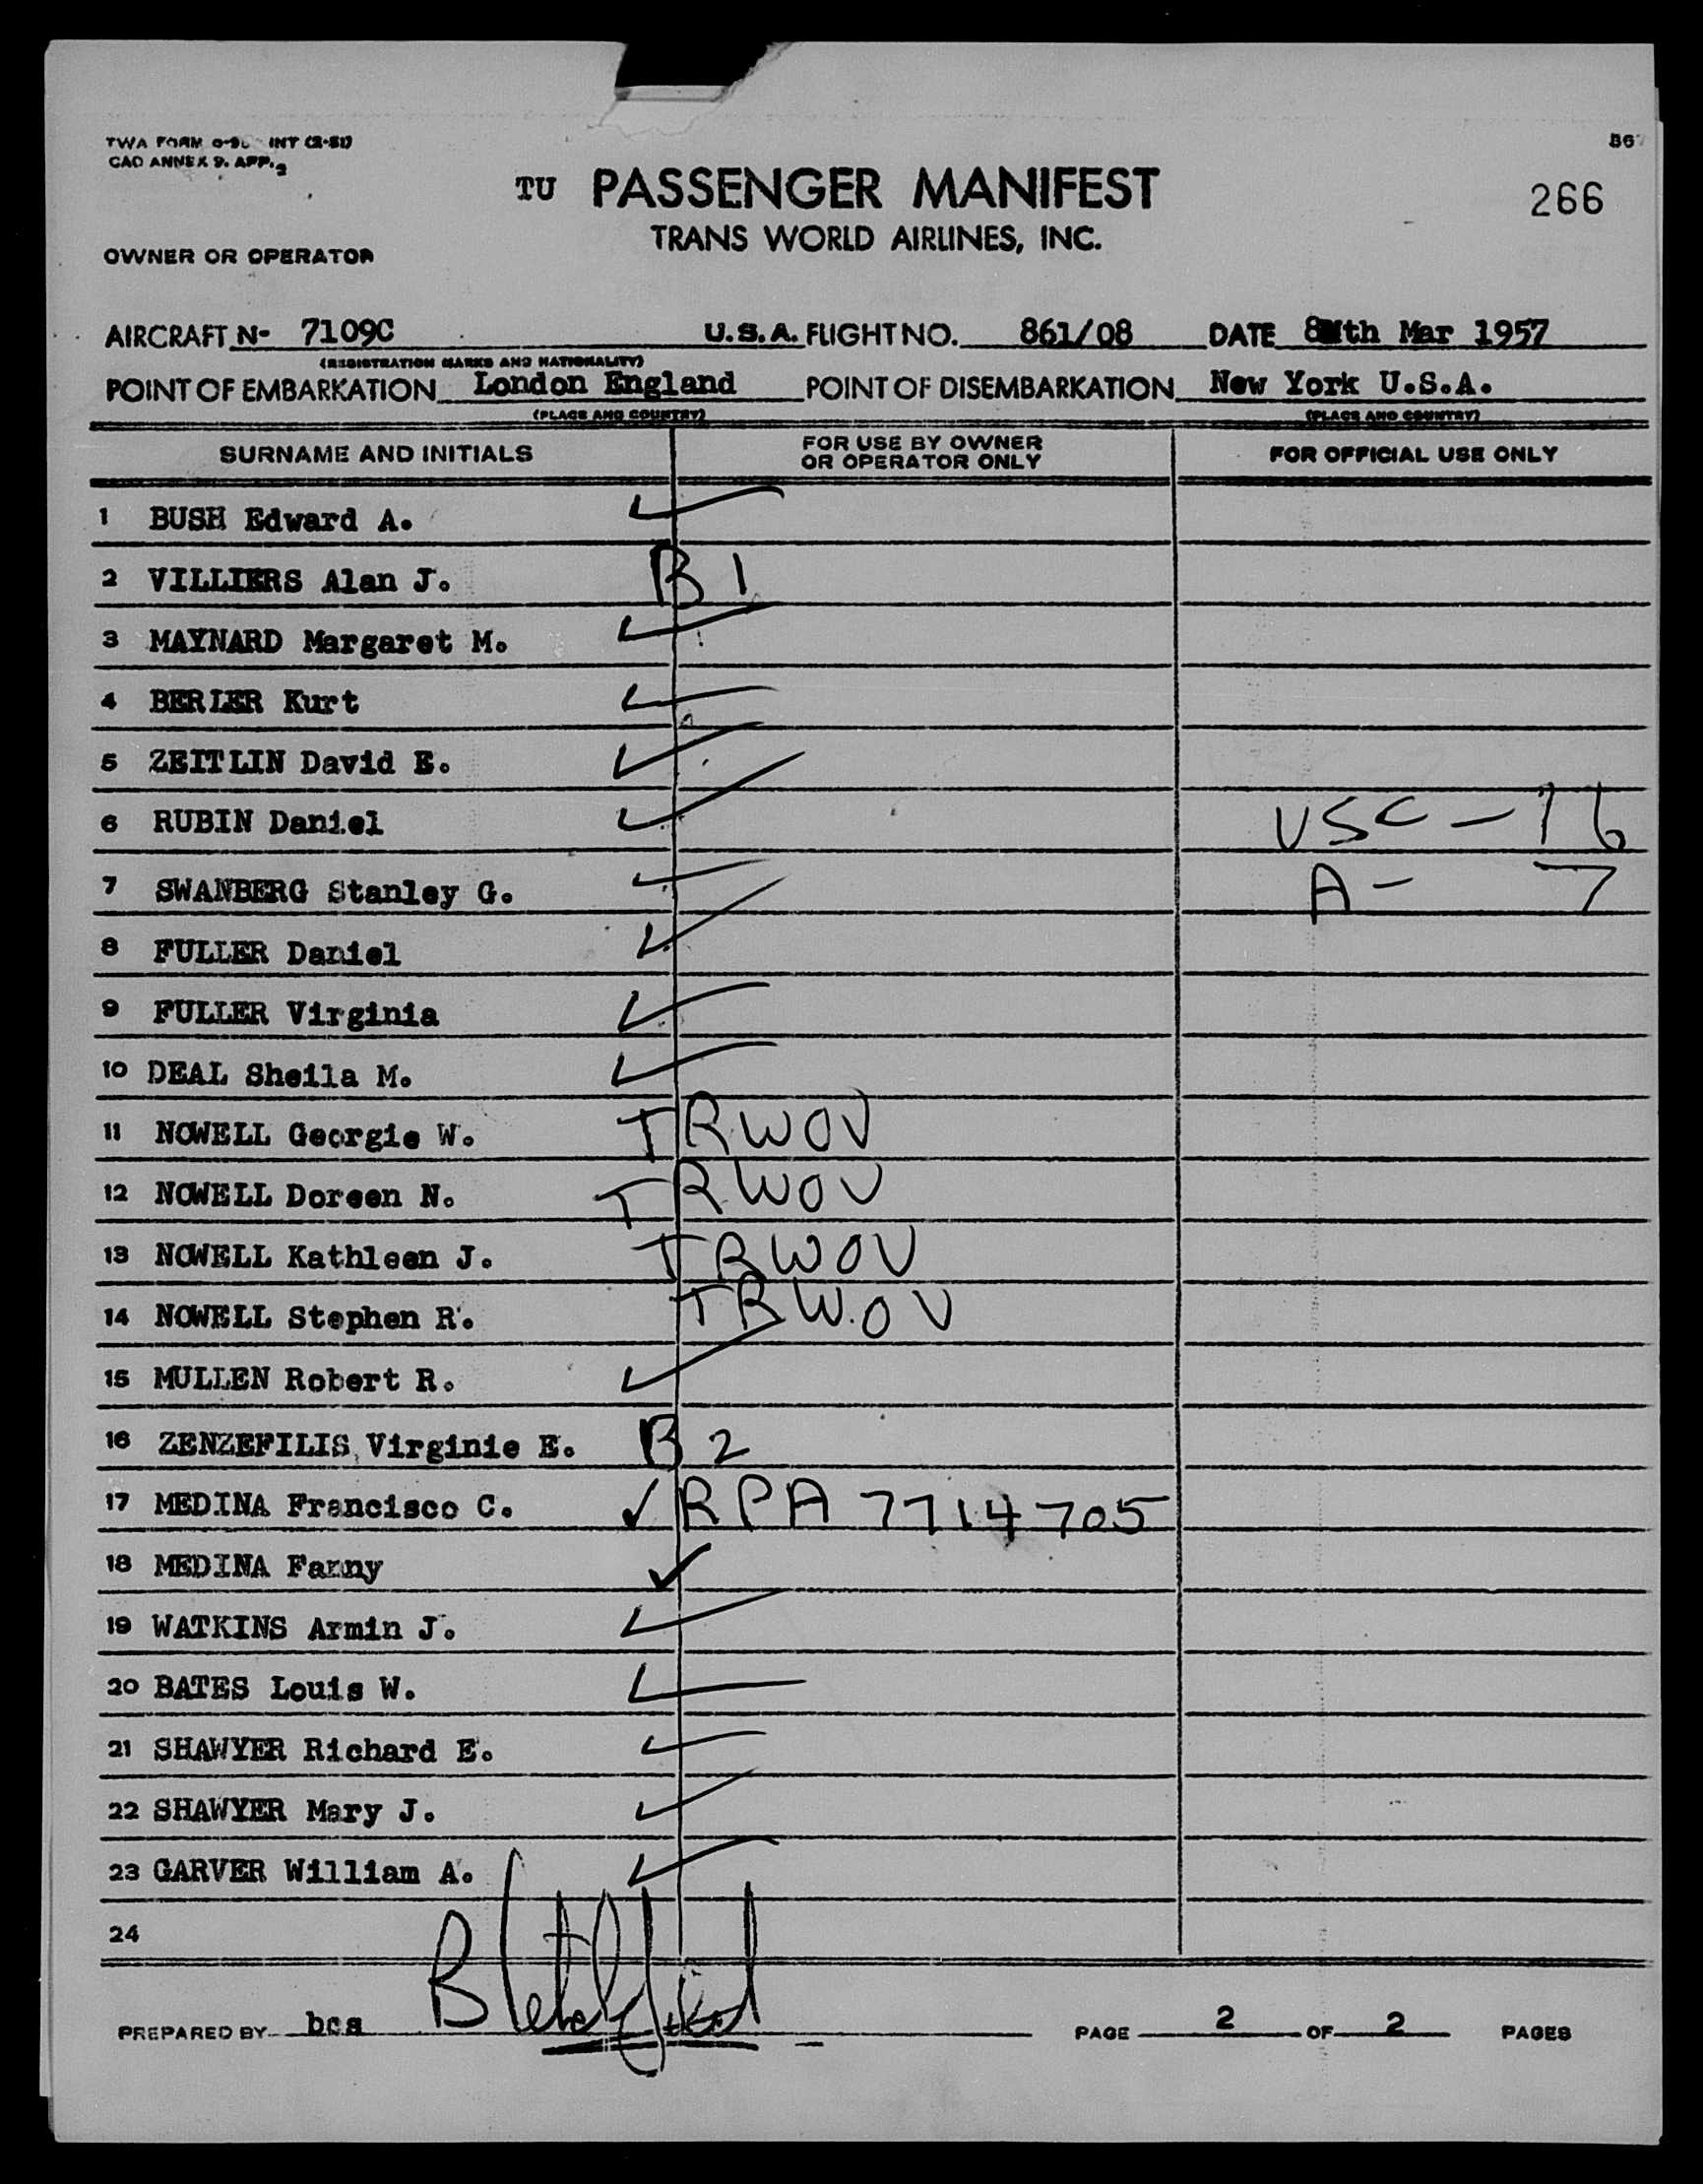 TWA FORM INT (2-51)
CAO ANNEX 9. APP. 2
TU PASSENGER MANIFEST
266
TRANS WORLD AIRLINES, INC.
OWNER OR OPERATOR
AIRCRAFT N- 7109C U.S.A. FLIGHT NO. 861/08 DATE 8th Mar 1957
(REGISTRATION MARKS AND NATIONALITY)
POINT OF EMBARKATION London England POINT OF DISEMBARKATION New York U.S.A.
(PLACE AND COUNTRY) (PLACE AND COUNTRY)
SURNAME AND INITIALS FOR USE BY OWNER OR OPERATOR ONLY FOR OFFICIAL USE ONLY
1 BUSH Edward A. ✓
2 VILLIERS Alan J. B 1
3 MAYNARD Margaret M. ✓
4 BERLER Kurt ✓
5 ZEITLIN David E. ✓
6 RUBIN Daniel ✓ USC - 16
7 SWANBERG Stanley G. ✓ A - 7
8 FULLER Daniel ✓
9 FULLER Virginia ✓
10 DEAL Sheila M. ✓
11 NOWELL Georgie W. TRWOV
12 NOWELL Doreen N. TRWOV
13 NOWELL Kathleen J. TRWOV
14 NOWELL Stephen R. TRWOV
15 MULLEN Robert R. ✓
16 ZENZEFILIS Virginie E. B 2
17 MEDINA Francisco C. ✓ RPA 7714705
18 MEDINA Fanny ✓
19 WATKINS Armin J. ✓
20 BATES Louis W. ✓
21 SHAWYER Richard E. ✓
22 SHAWYER Mary J. ✓
23 GARVER William A. ✓
24
PREPARED BY bcs PAGE 2 OF 2 PAGES